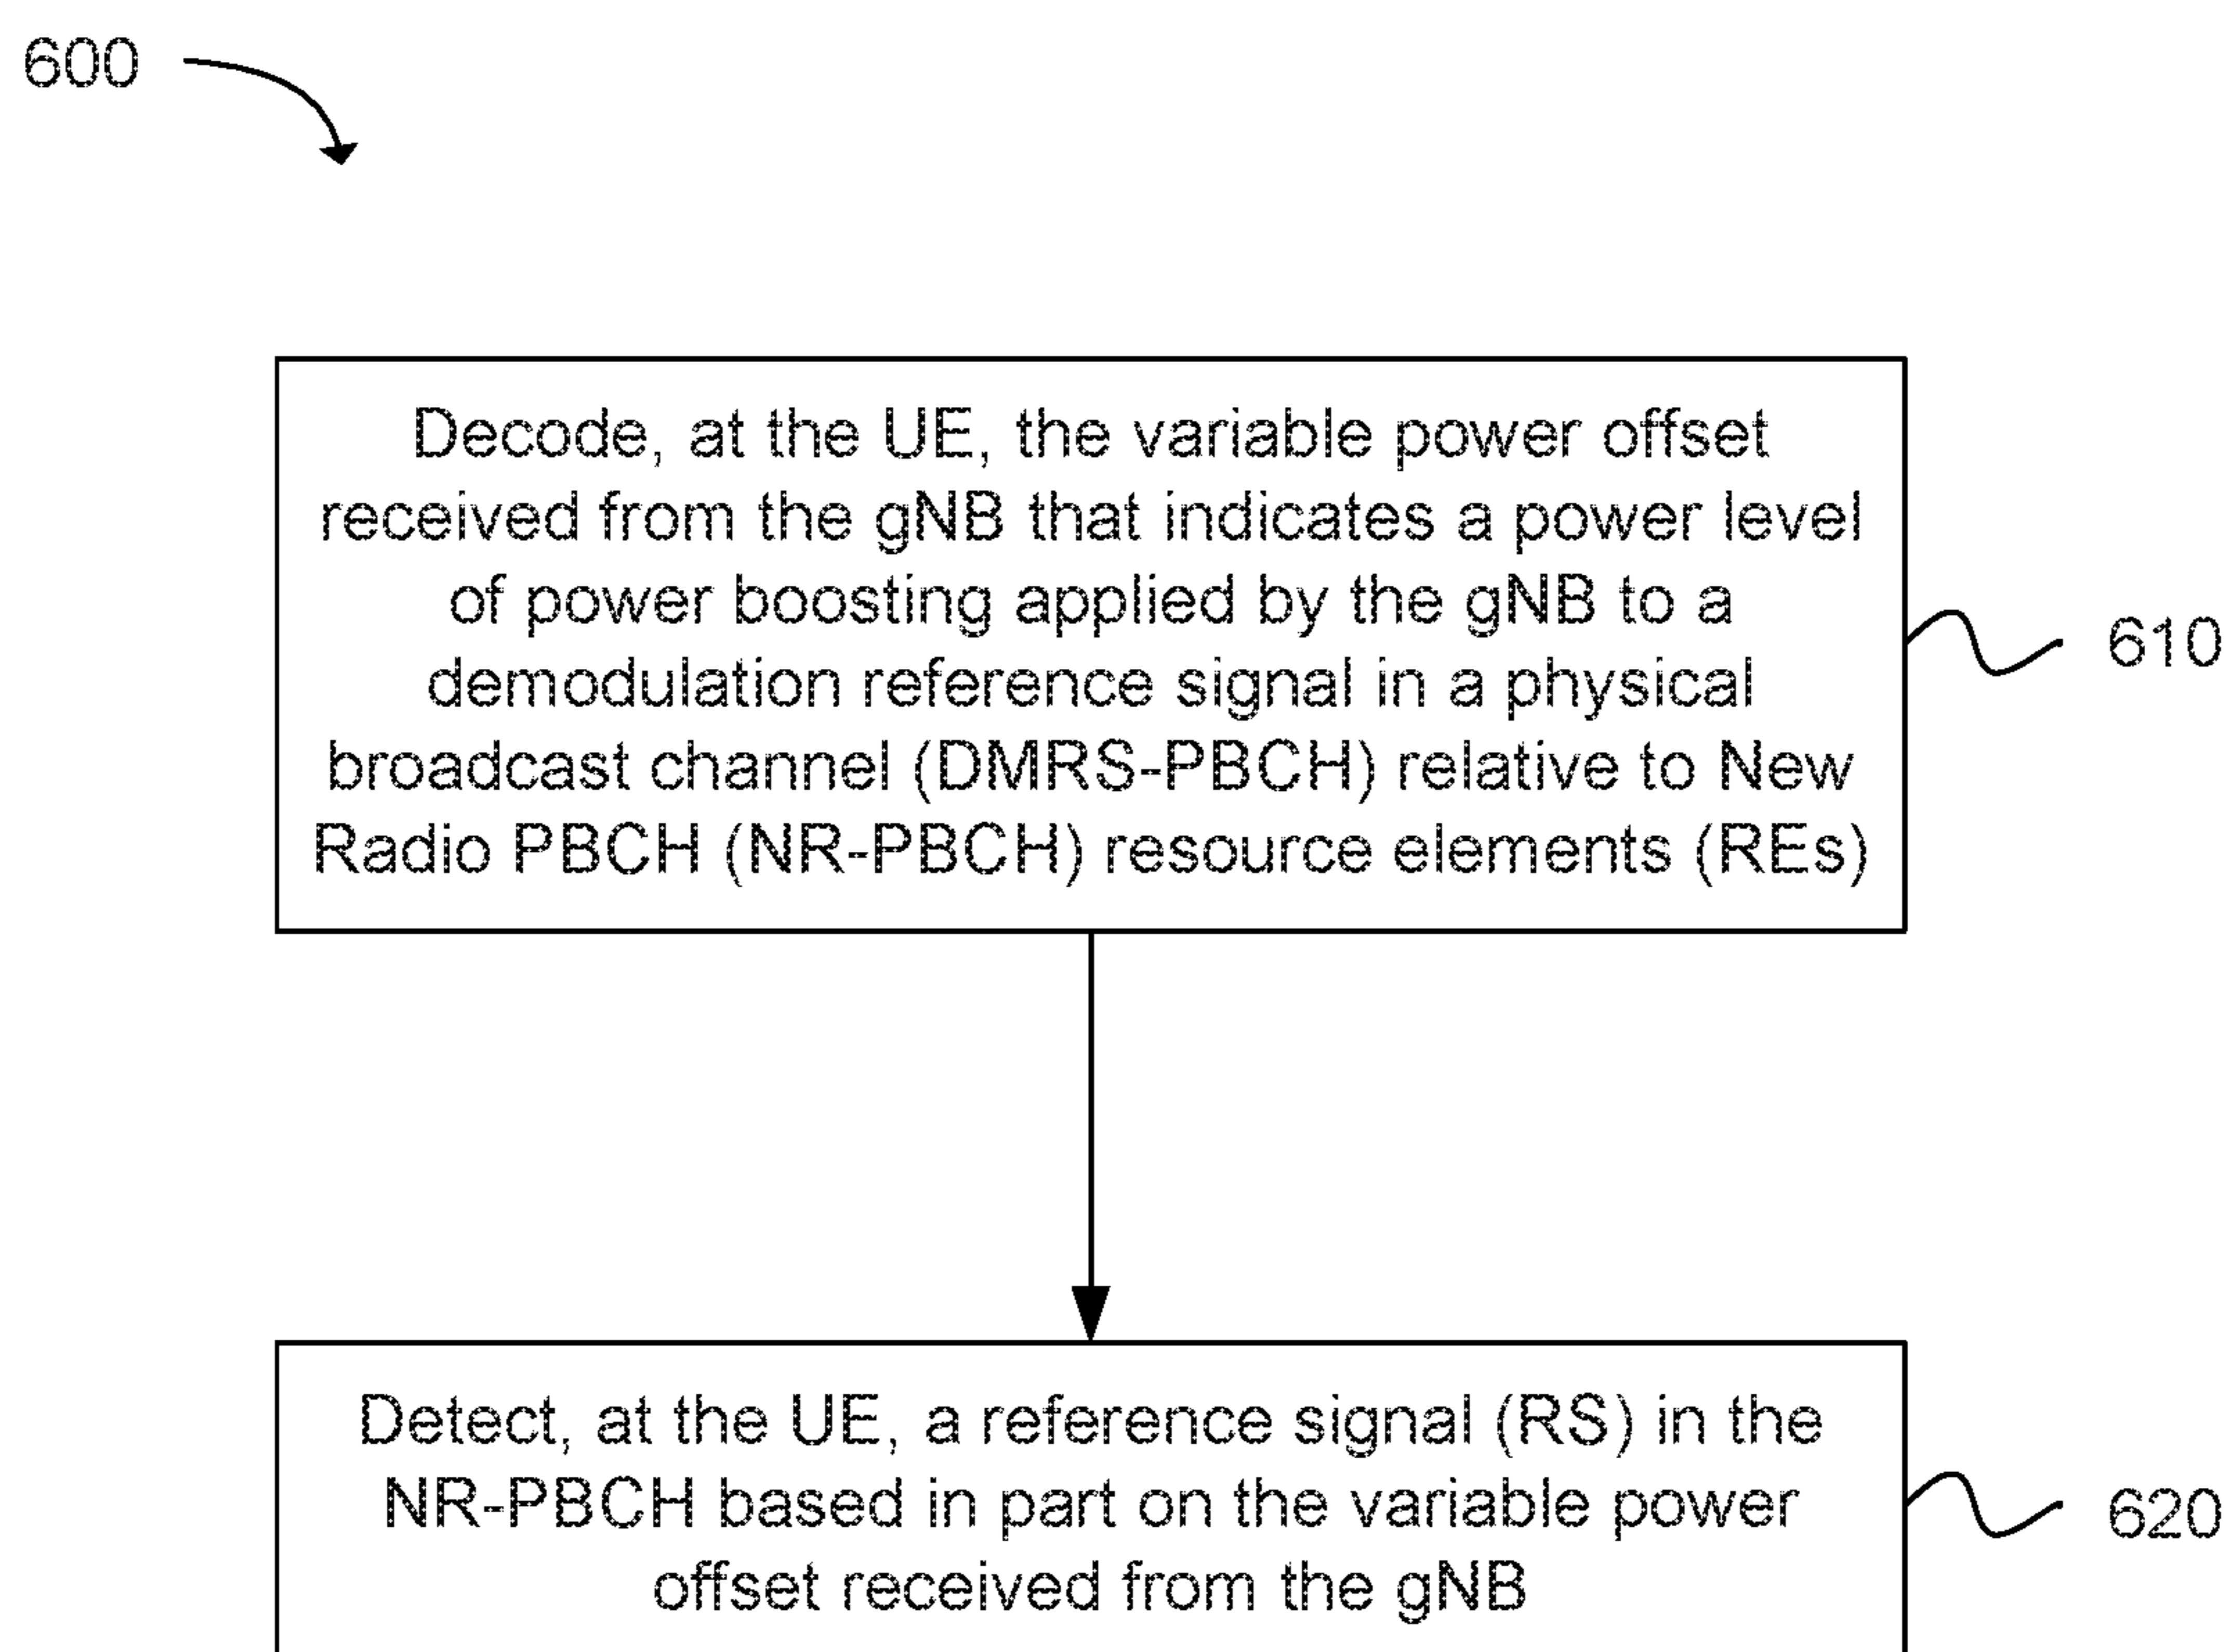 600
Decode, at the UE, the variable power offset
received from the gNB that indicates a power level
of power boosting applied by the gNB to a
demodulation reference signal in a physical
broadcast channel (DMRS-PBCH) relative to New
Radio PBCH (NR-PBCH) resource elements (REs)
610
Detect, at the UE, a reference signal (RS) in the
NR-PBCH based in part on the variable power
offset received from the gNB
620